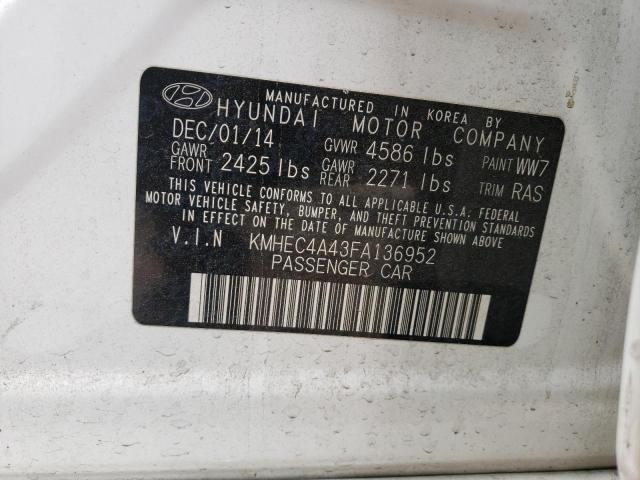 MANUFACTURED IN KOREA BY
HYUNDAI MOTOR COMPANY
DEC/01/14 GVWR 4586 lbs PAINT WW7
GAWR FRONT 2425 lbs GAWR REAR 2271 lbs TRIM RAS
THIS VEHICLE CONFORMS TO ALL APPLICABLE U.S.A. FEDERAL
MOTOR VEHICLE SAFETY, BUMPER, AND THEFT PREVENTION STANDARDS
IN EFFECT ON THE DATE OF MANUFACTURE SHOWN ABOVE
V.I.N KMHEC4A43FA136952
PASSENGER CAR